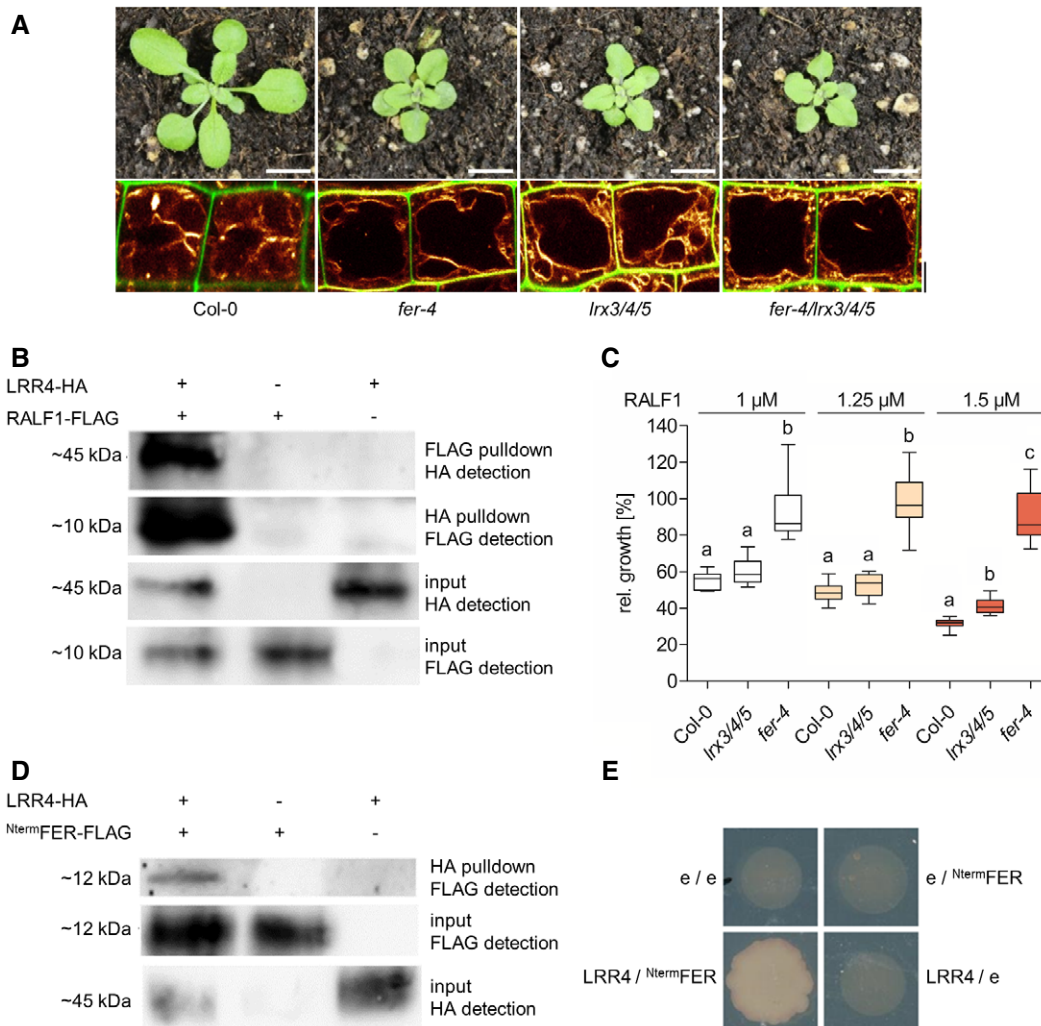 A
Col-0 fer-4 lrx3/4/5 fer-4/lrx3/4/5
B
LRR4-HA + - +
RALF1-FLAG + + -
~45 kDa FLAG pulldown
HA detection
~10 kDa HA pulldown
FLAG detection
~45 kDa input
HA detection
~10 kDa input
FLAG detection
C
RALF1 1 µM 1.25 µM 1.5 µM
rel. growth [%]
140
120
100
80
60
40
20
0
a a b a a b a b c
Col-0 lrx3/4/5 fer-4 Col-0 lrx3/4/5 fer-4 Col-0 lrx3/4/5 fer-4
D
LRR4-HA + - +
NtermFER-FLAG + + -
~12 kDa HA pulldown
FLAG detection
~12 kDa input
FLAG detection
~45 kDa input
HA detection
E
e / e e / NtermFER
LRR4 / NtermFER LRR4 / e